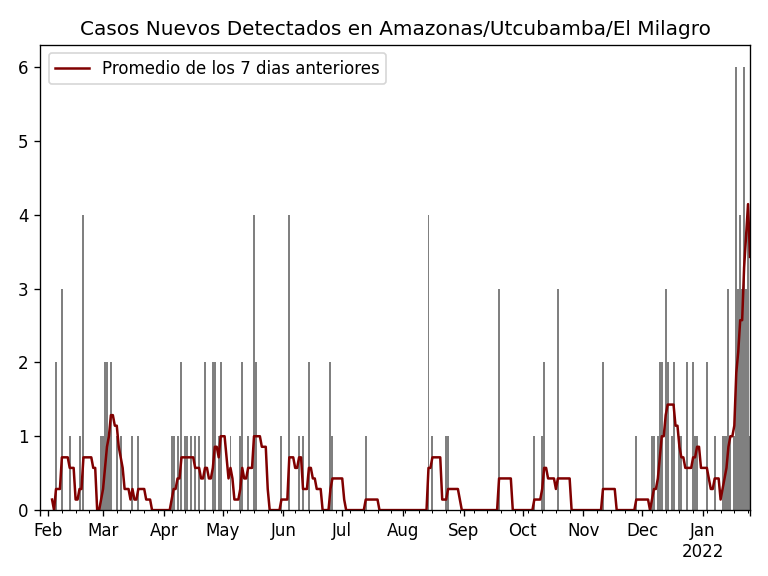 Casos Nuevos Detectados en Amazonas/Utcubamba/El Milagro
Promedio de los 7 dias anteriores
6
5
4
3
2
1
0
Feb Mar Apr May Jun Jul Aug Sep Oct Nov Dec Jan
2022